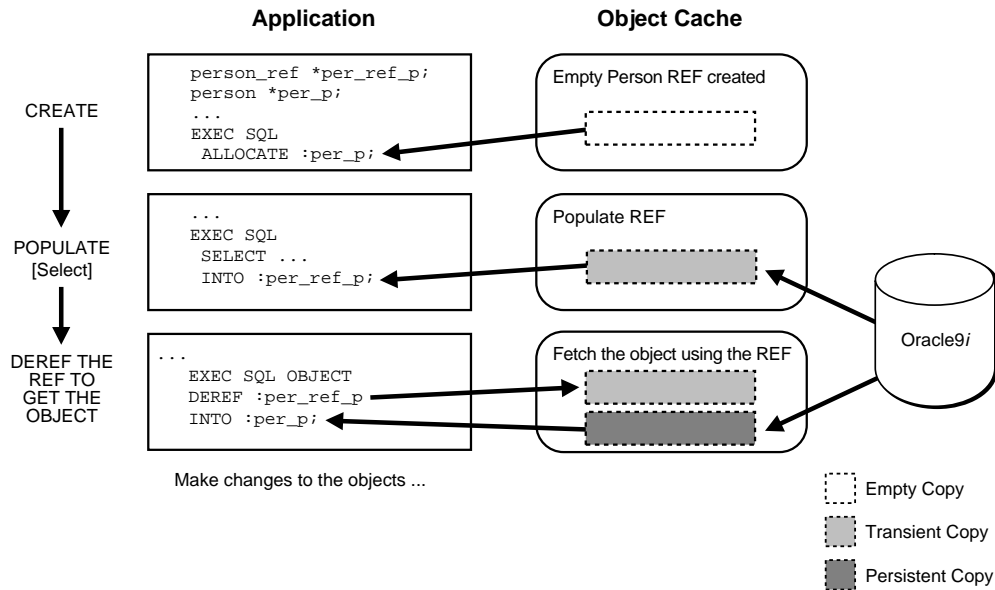 Application
Object Cache
CREATE
person_ref *per_ref_p;
person *per_p;
...
EXEC SQL
ALLOCATE :per_p;
Empty Person REF created
POPULATE
[Select]
...
EXEC SQL
SELECT ...
INTO :per_ref_p;
Populate REF
Oracle9i
DEREF THE
REF TO
GET THE
OBJECT
...
EXEC SQL OBJECT
DEREF :per_ref_p
INTO :per_p;
Fetch the object using the REF
Make changes to the objects ...
Empty Copy
Transient Copy
Persistent Copy